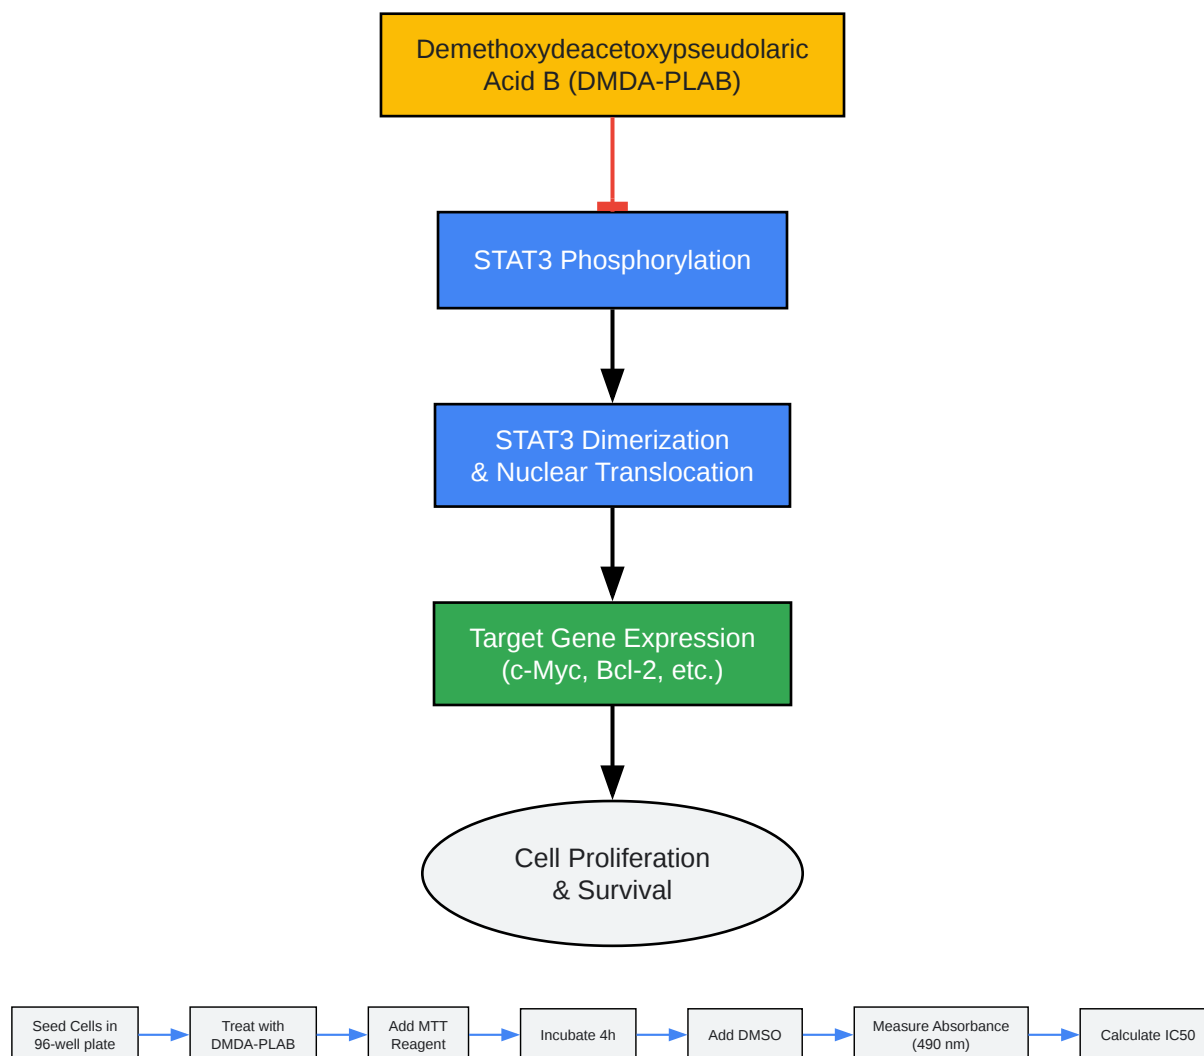 Demethoxydeacetoxypseudolaric
Acid B (DMDA-PLAB)
STAT3 Phosphorylation
STAT3 Dimerization
& Nuclear Translocation
Target Gene Expression
(c-Myc, Bcl-2, etc.)
Cell Proliferation
& Survival
Seed Cells in
96-well plate
Treat with
DMDA-PLAB
Add MTT
Reagent
Incubate 4h
Add DMSO
Measure Absorbance
(490 nm)
Calculate IC50